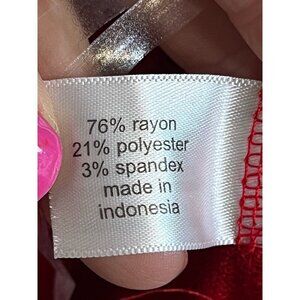 76% rayon
21% polyester
3% spandex
made in
indonesia